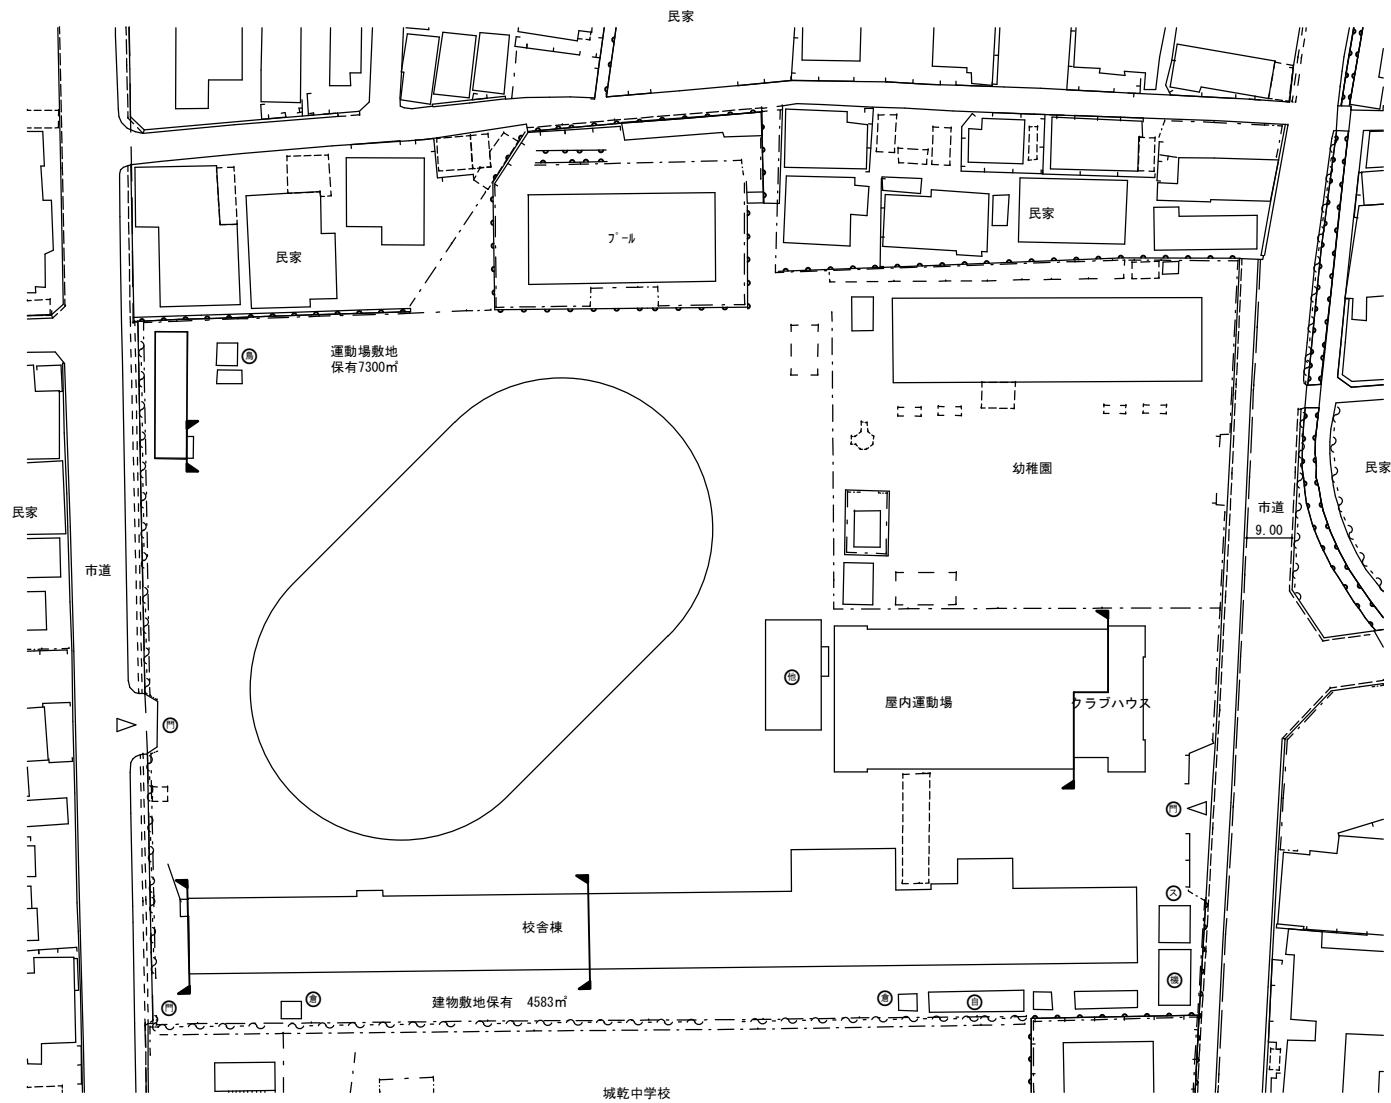 民家
プール
民家
民家
鳥
運動場敷地
保有7300㎡
幼稚園
民家
民家
市道
9.00
市道
他
屋内運動場
クラブハウス
門
門
ス
校舎棟
門
倉
建物敷地保有 4583㎡
倉
自
城乾中学校